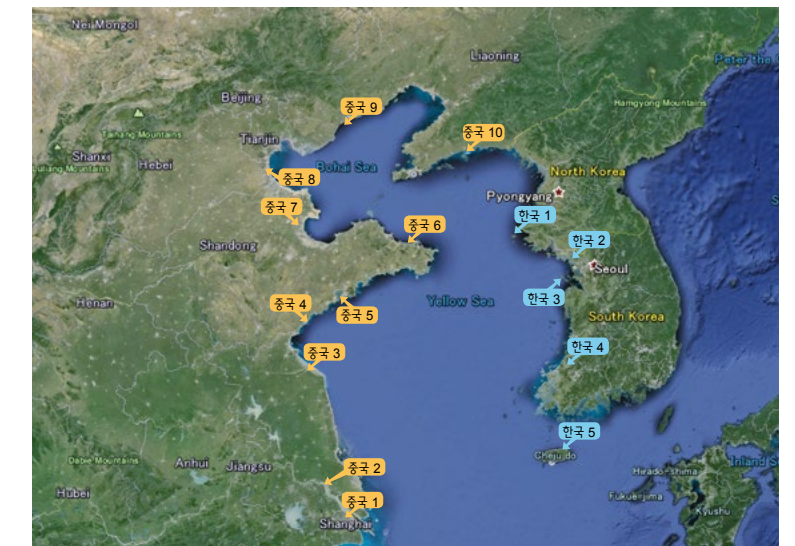 Nei Mongol
Liaoning
Peter the
Beijing
중국 9
Hamgyong Mountains
Taihang Mountains
Tianjin
중국 10
Shanxi
Hebei
Bohai Sea
North Korea
중국 8
Pyongyang
중국 7
한국 1
중국 6
Shandong
한국 2
Seoul
중국 4
한국 3
Henan
Yellow Sea
중국 5
South Korea
중국 3
한국 4
한국 5
Cheju do
Dabie Mountains
Anhui
Jiangsu
중국 2
Hirado-shima
Inland S
Hubei
Fukue jima
중국 1
Kyushu
Shanghai